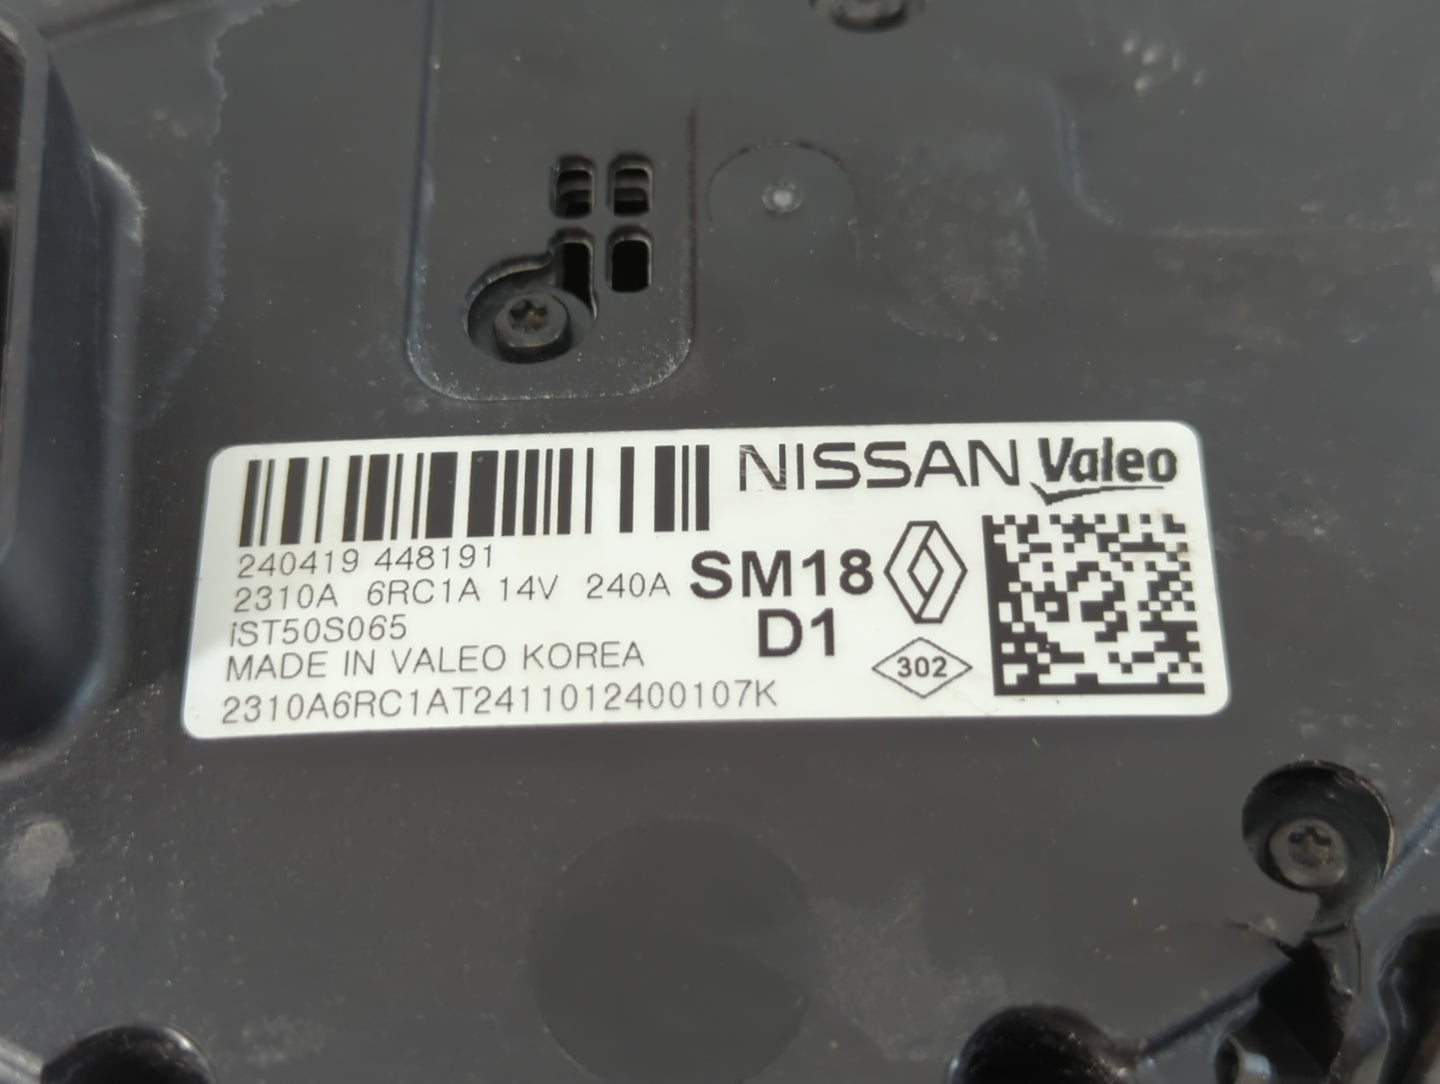 NISSAN Valeo
240419 448191
2310A 6RC1A 14V 240A
SM18
iST50S065
D1
MADE IN VALEO KOREA
302
2310A6RC1AT2411012400107K